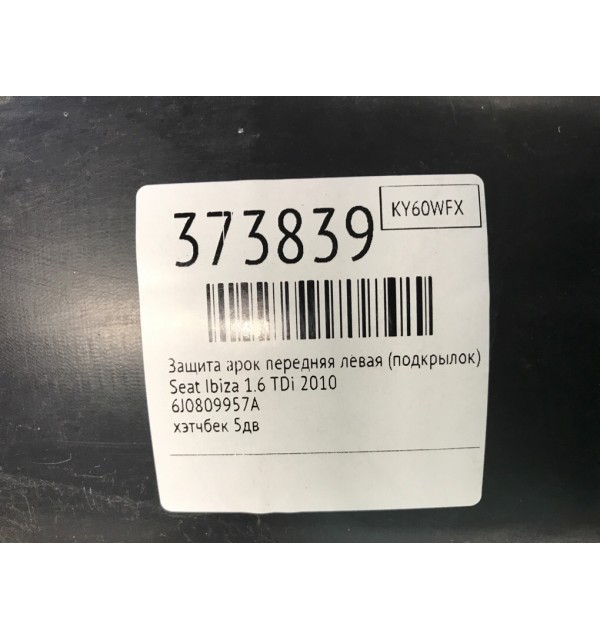 373839
KY60WFX
Защита арок передняя левая (подкрылок)
Seat Ibiza 1.6 TDi 2010
6J0809957A
хэтчбек 5дв